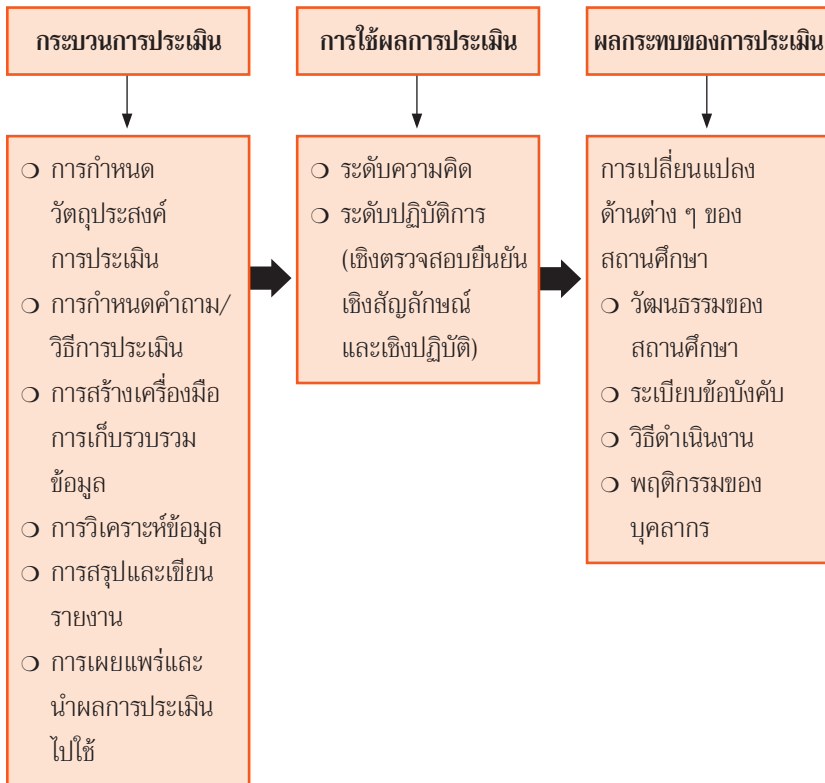 กระบวนการประเมิน
❍ การกำหนด
วัตถุประสงค์
การประเมิน
❍ การกำหนดคำถาม/
วิธีการประเมิน
❍ การสร้างเครื่องมือ
การเก็บรวบรวม
ข้อมูล
❍ การวิเคราะห์ข้อมูล
❍ การสรุปและเขียน
รายงาน
❍ การเผยแพร่และ
นำผลการประเมิน
ไปใช้
การใช้ผลการประเมิน
❍ ระดับความคิด
❍ ระดับปฏิบัติการ
(เชิงตรวจสอบยืนยัน
เชิงสัญลักษณ์
และเชิงปฏิบัติ)
ผลกระทบของการประเมิน
การเปลี่ยนแปลง
ด้านต่าง ๆ ของ
สถานศึกษา
❍ วัฒนธรรมของ
สถานศึกษา
❍ ระเบียบข้อบังคับ
❍ วิธีดำเนินงาน
❍ พฤติกรรมของ
บุคลากร